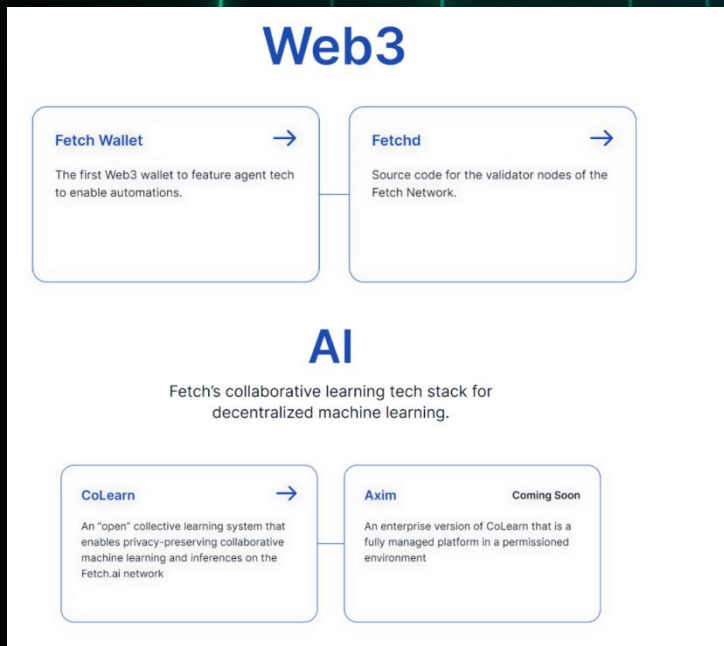 Web3
Fetch Wallet
The first Web3 wallet to feature agent tech
to enable automations.
Fetchd
Source code for the validator nodes of the
Fetch Network.
AI
Fetch’s collaborative learning tech stack for
decentralized machine learning.
CoLearn
An “open” collective learning system that
enables privacy-preserving collaborative
machine learning and inferences on the
Fetch.ai network
Axim
Coming Soon
An enterprise version of CoLearn that is a
fully managed platform in a permissioned
environment